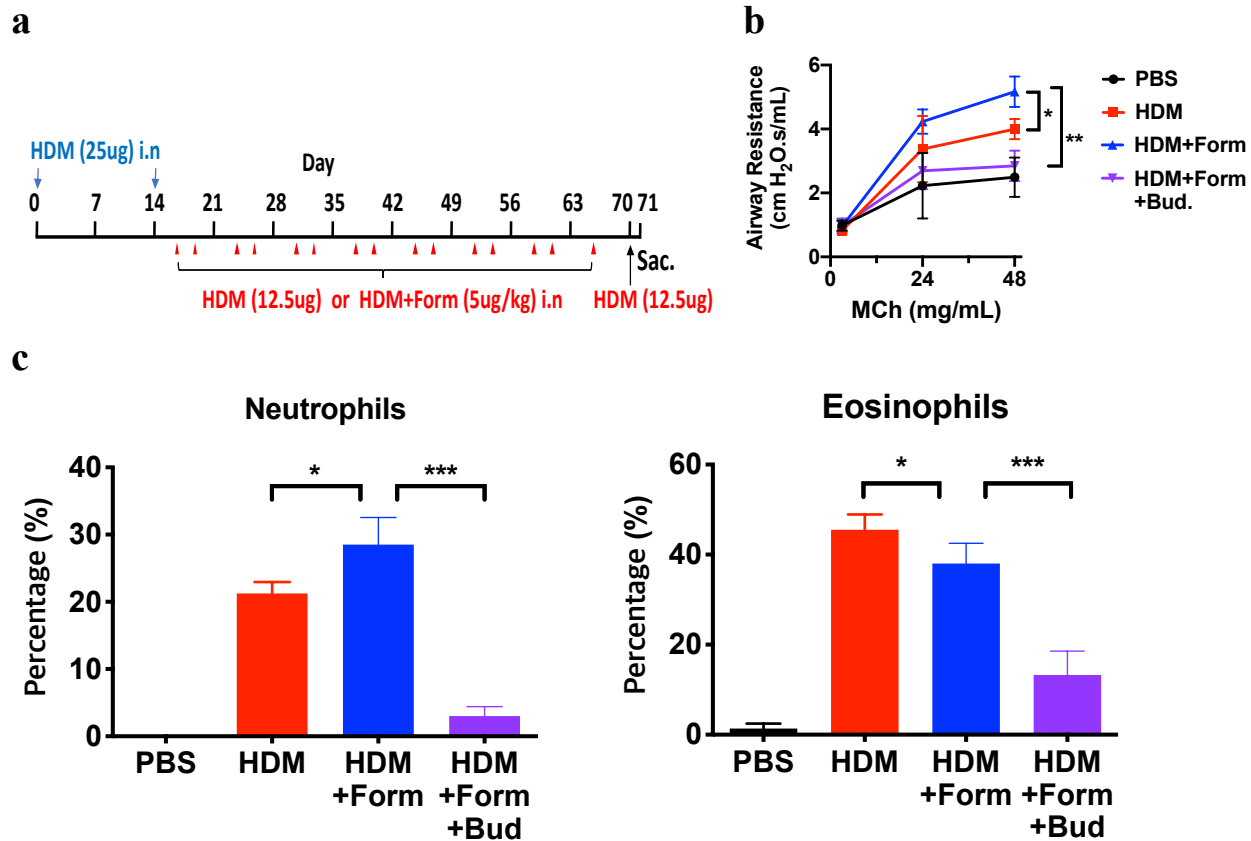 a
HDM (25ug) i.n
Day
0 7 14 21 28 35 42 49 56 63 70 71
Sac.
HDM (12.5ug) or HDM+Form (5ug/kg) i.n
HDM (12.5ug)
b
Airway Resistance
(cm H₂O.s/mL)
6
4
2
0
0 24 48
MCh (mg/mL)
*
**
PBS
HDM
HDM+Form
HDM+Form
+Bud.
c
Neutrophils
Percentage (%)
40
30
20
10
0
*
***
PBS HDM HDM HDM
+Form +Form
+Bud
Eosinophils
Percentage (%)
60
40
20
0
*
***
PBS HDM HDM HDM
+Form +Form
+Bud